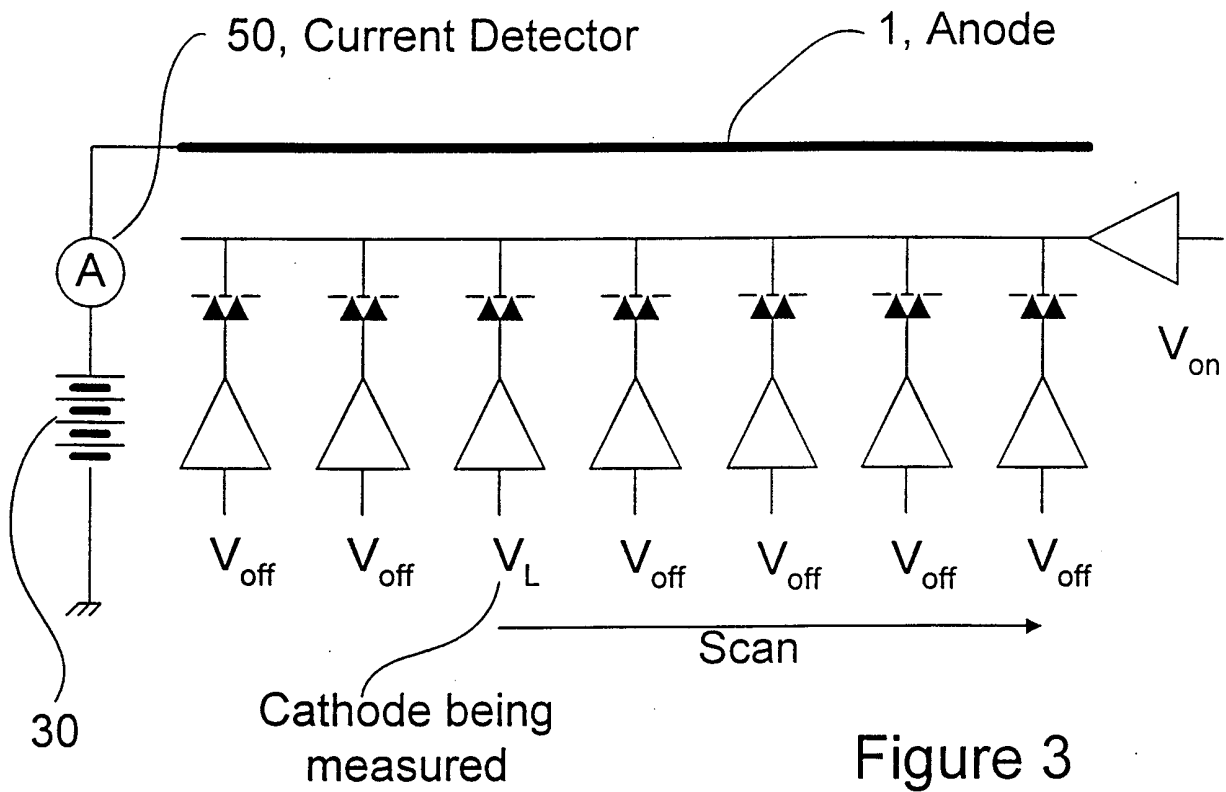 50, Current Detector
1, Anode
A
V_on
V_off V_off V_L V_off V_off V_off V_off
Scan
30
Cathode being
measured
Figure 3